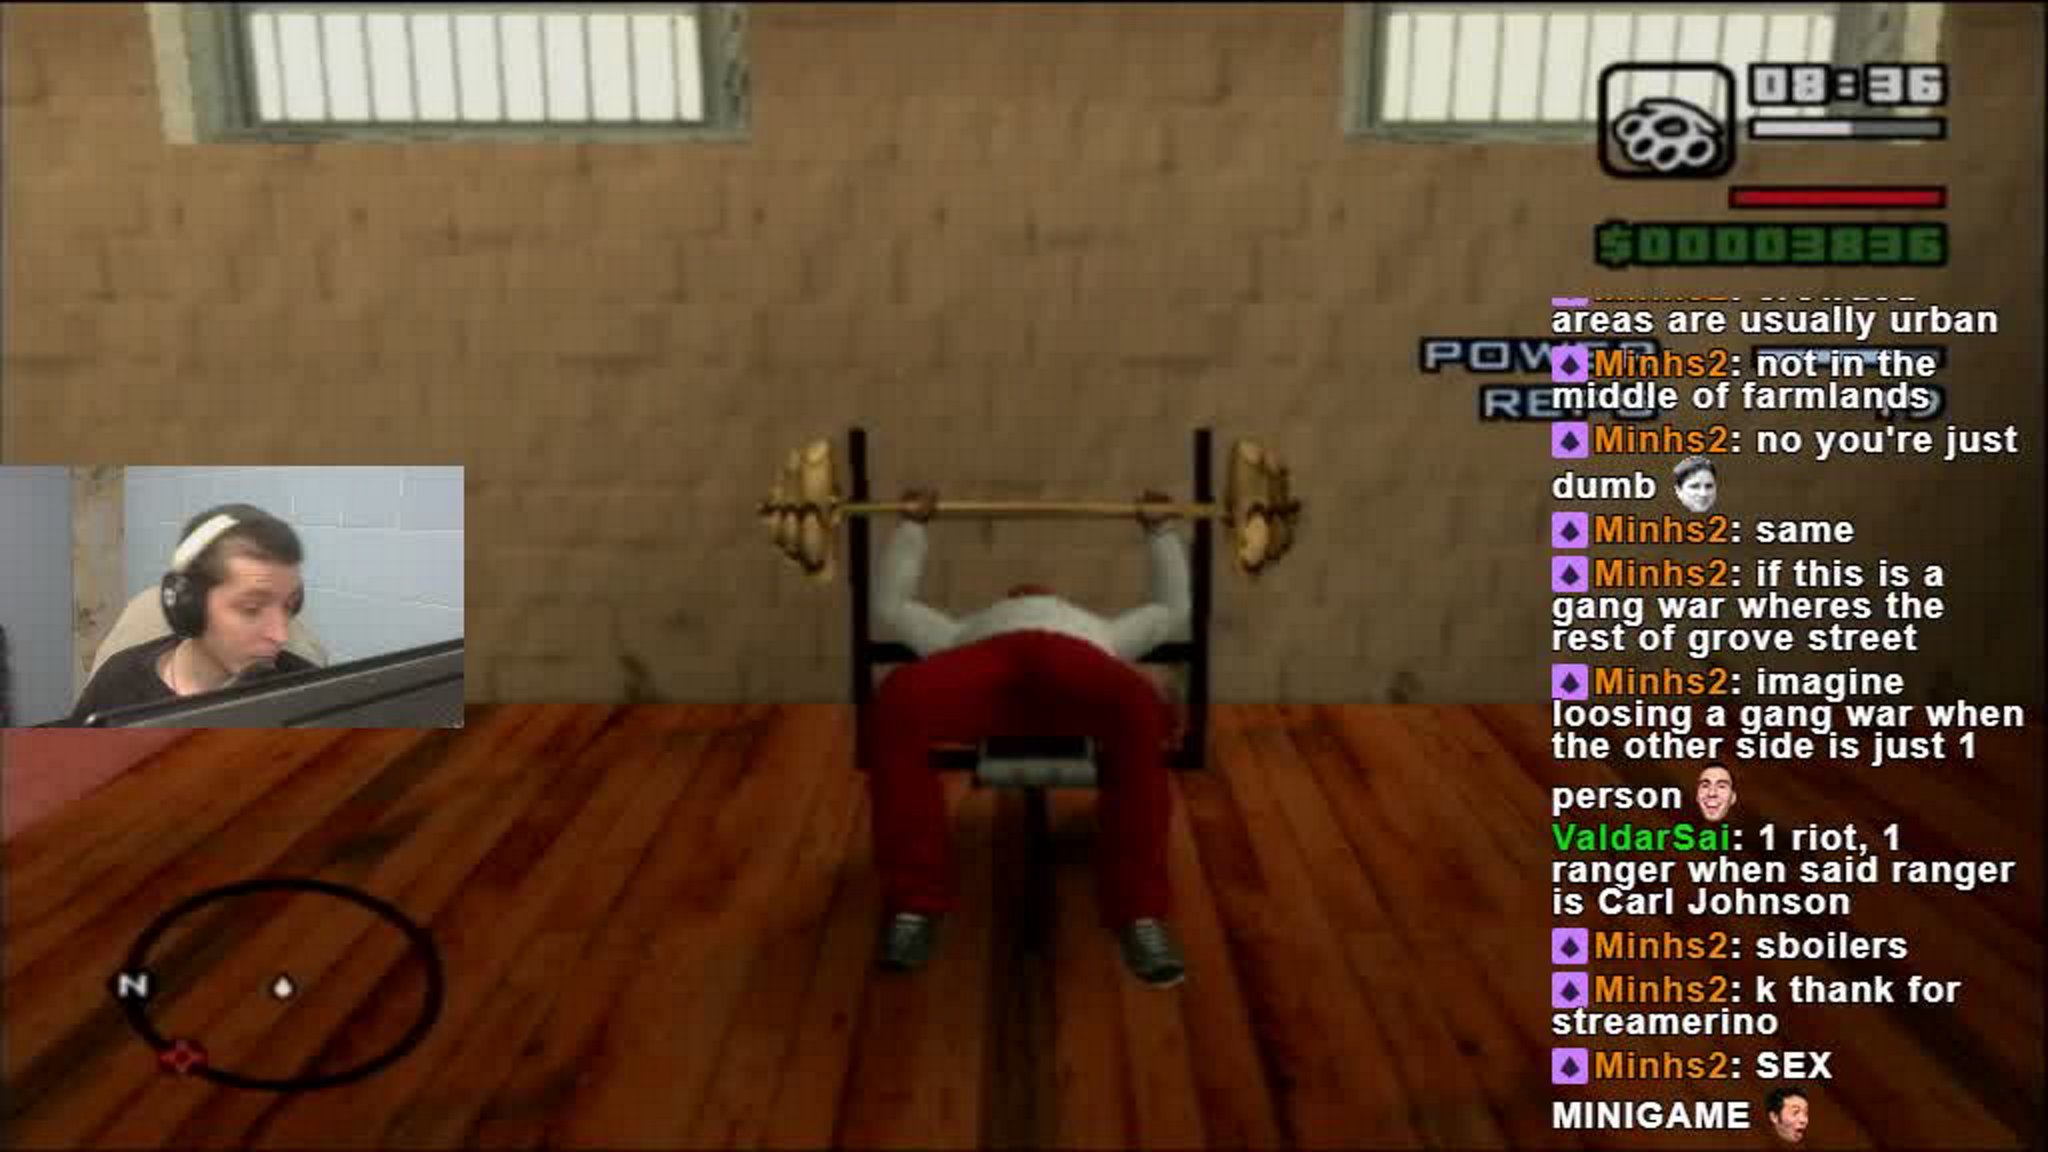 08:36
$00003836
areas are usually urban
POWER
Minhs2: not in the
middle of farmlands
REPS
Minhs2: no you're just
dumb
Minhs2: same
Minhs2: if this is a
gang war wheres the
rest of grove street
Minhs2: imagine
loosing a gang war when
the other side is just 1
person
ValdarSai: 1 riot, 1
ranger when said ranger
is Carl Johnson
Minhs2: sboilers
Minhs2: k thank for
streamerino
Minhs2: SEX
MINIGAME
N